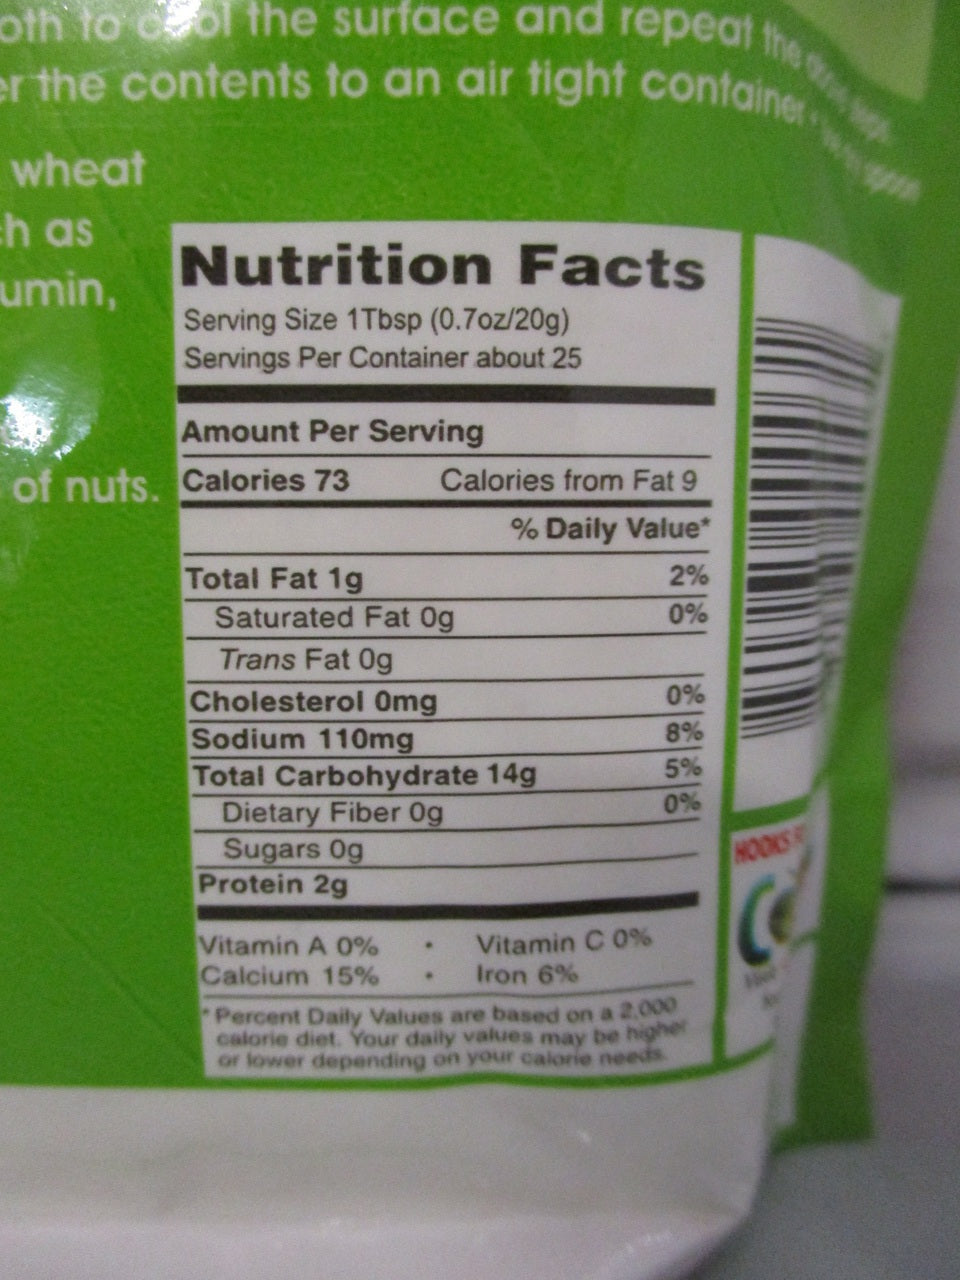 oth to cool the surface and repeat the above steps
er the contents to an air tight container
spoon
wheat
ch as
umin,
of nuts.
Nutrition Facts
Serving Size 1Tbsp (0.7oz/20g)
Servings Per Container about 25
Amount Per Serving
Calories 73 Calories from Fat 9
% Daily Value*
Total Fat 1g 2%
Saturated Fat 0g 0%
Trans Fat 0g
Cholesterol 0mg 0%
Sodium 110mg 8%
Total Carbohydrate 14g 5%
Dietary Fiber 0g 0%
Sugars 0g
Protein 2g
Vitamin A 0% • Vitamin C 0%
Calcium 15% • Iron 6%
*Percent Daily Values are based on a 2,000
calorie diet. Your daily values may be higher
or lower depending on your calorie needs.
HOOKS